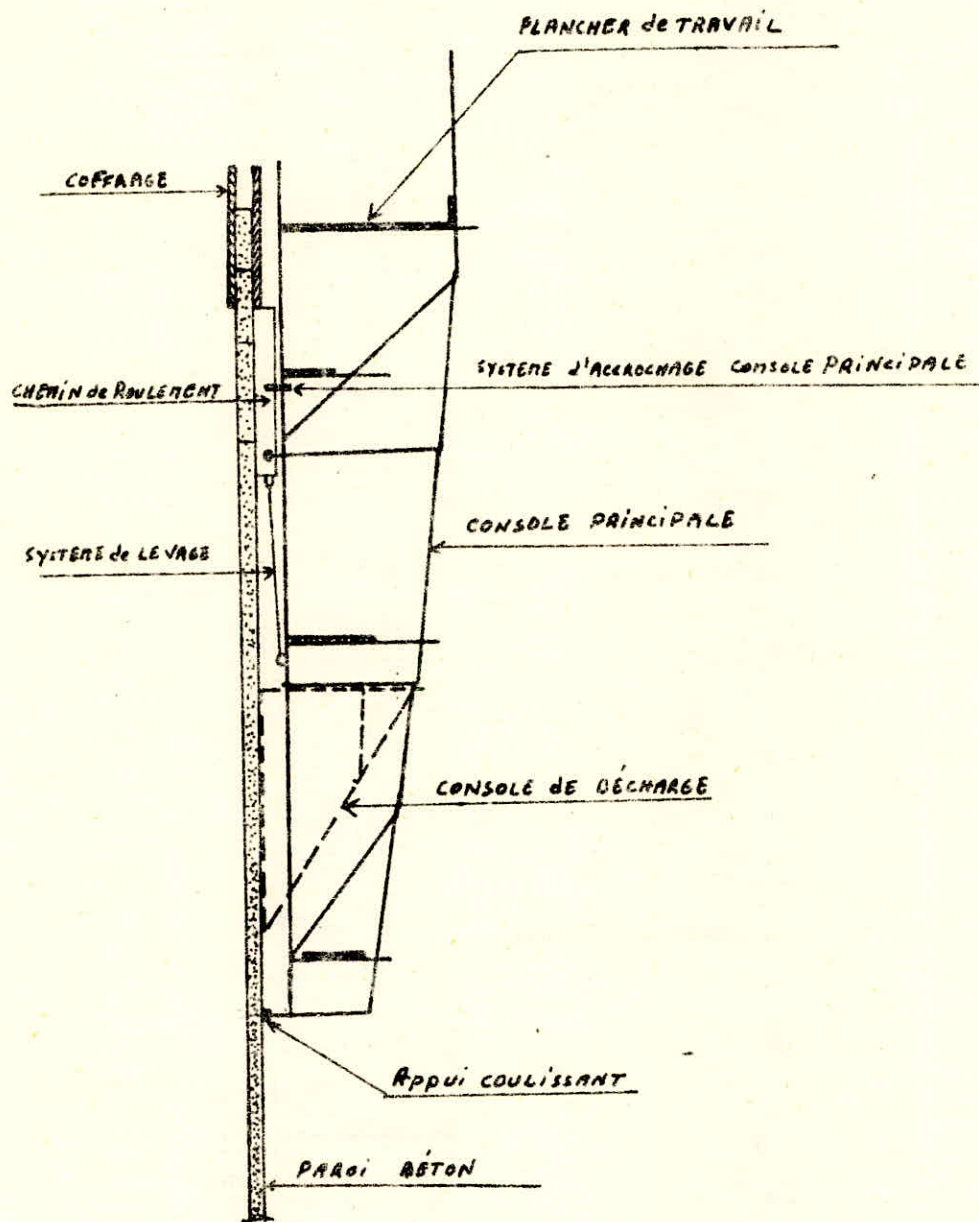 PLANCHER de TRAVAIL
COFFRAGE
SYSTEME d'ACCROCHAGE CONSOLE PRINCIPALE
CHEMIN de ROULEMENT
CONSOLE PRINCIPALE
SYSTEME de LEVAGE
CONSOLE DE DÉCHARGE
APPUI COULISSANT
PAROI BÉTON